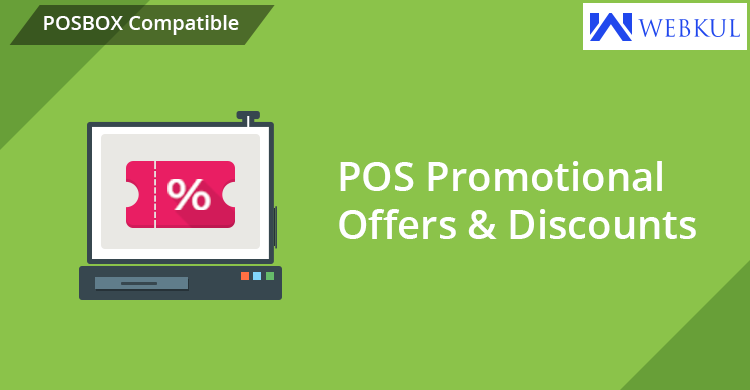 POSBOX Compatible
WEBKUL
%
POS Promotional
Offers & Discounts